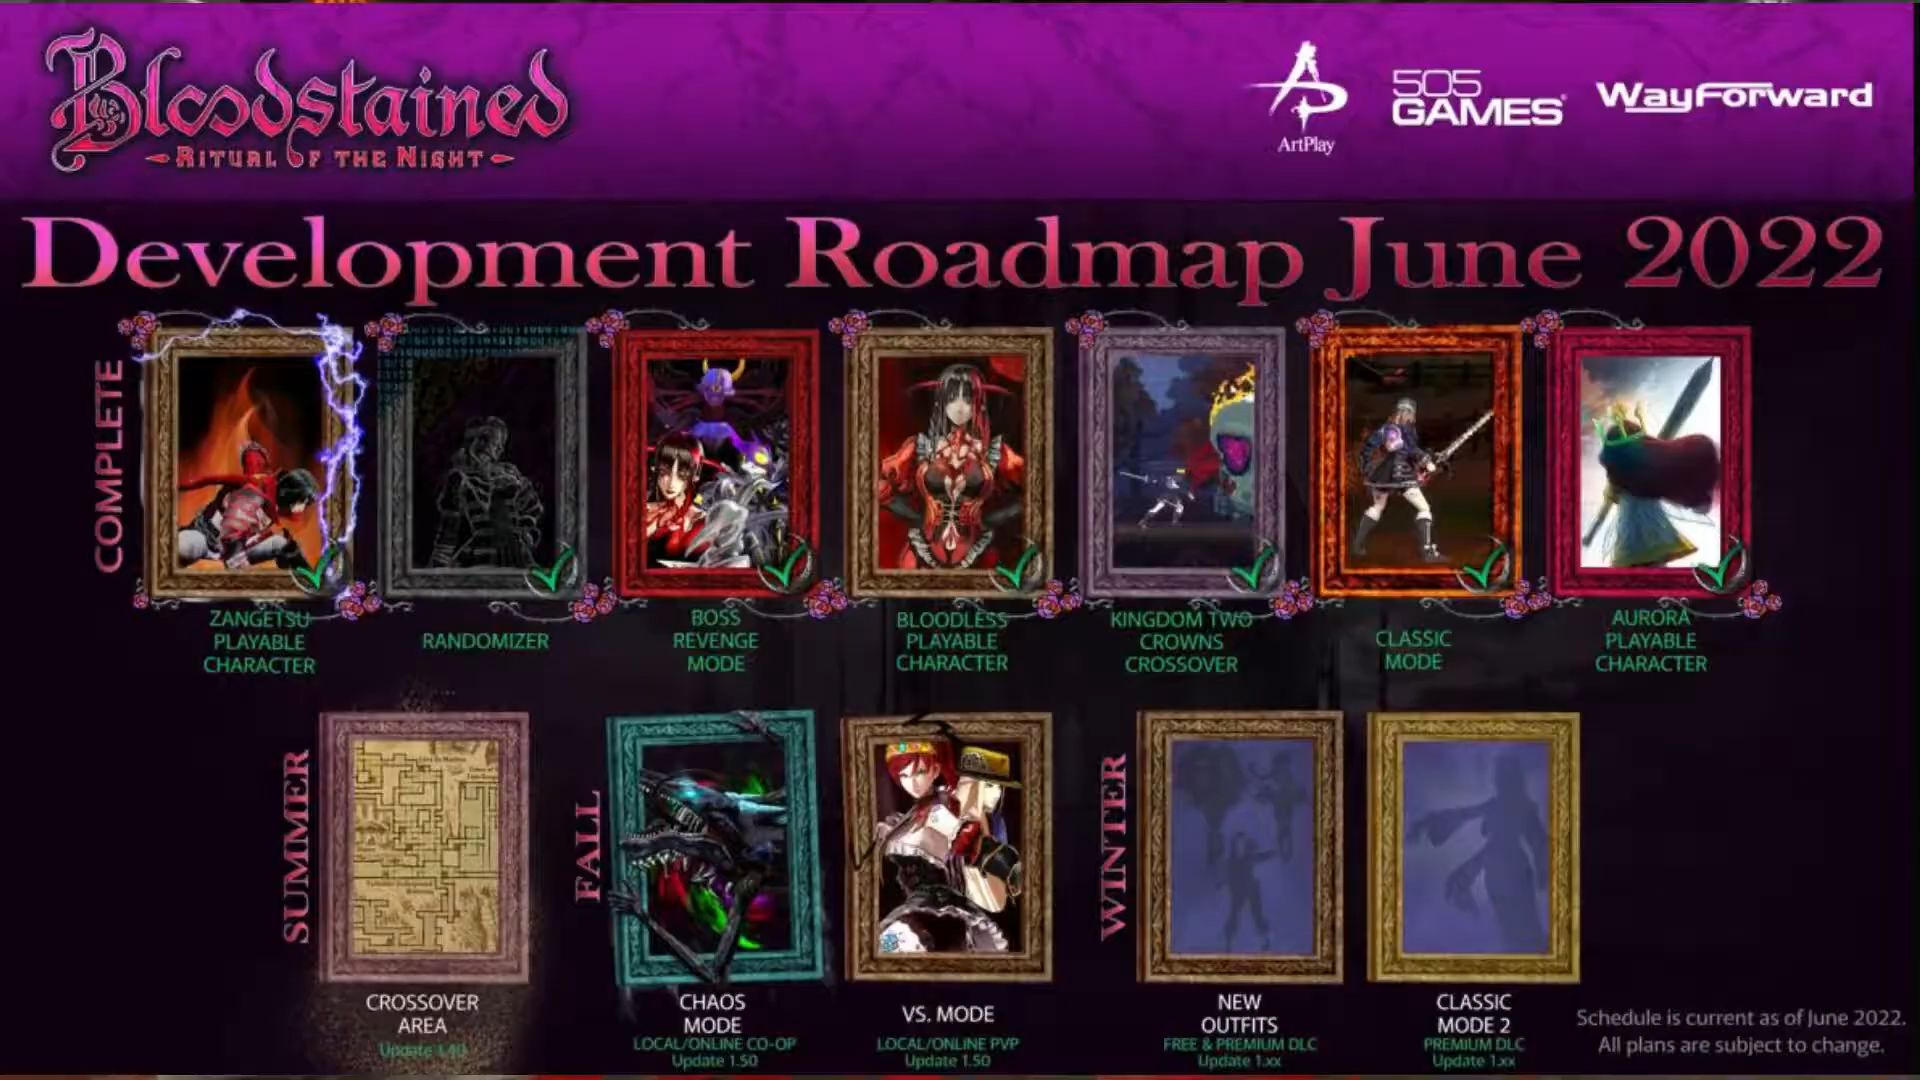 Bloodstained
RITUAL OF THE NIGHT
ArtPlay
505
GAMES
WayForward
Development Roadmap June 2022
COMPLETE
ZANGETSU
PLAYABLE
CHARACTER
RANDOMIZER
BOSS
REVENGE
MODE
BLOODLESS
PLAYABLE
CHARACTER
KINGDOM TWO
CROWNS
CROSSOVER
CLASSIC
MODE
AURORA
PLAYABLE
CHARACTER
SUMMER
CROSSOVER
AREA
Update 1.40
FALL
CHAOS
MODE
LOCAL/ONLINE CO-OP
Update 1.50
VS. MODE
LOCAL/ONLINE PVP
Update 1.50
WINTER
NEW
OUTFITS
FREE & PREMIUM DLC
Update 1.xx
CLASSIC
MODE 2
PREMIUM DLC
Update 1.xx
Schedule is current as of June 2022.
All plans are subject to change.